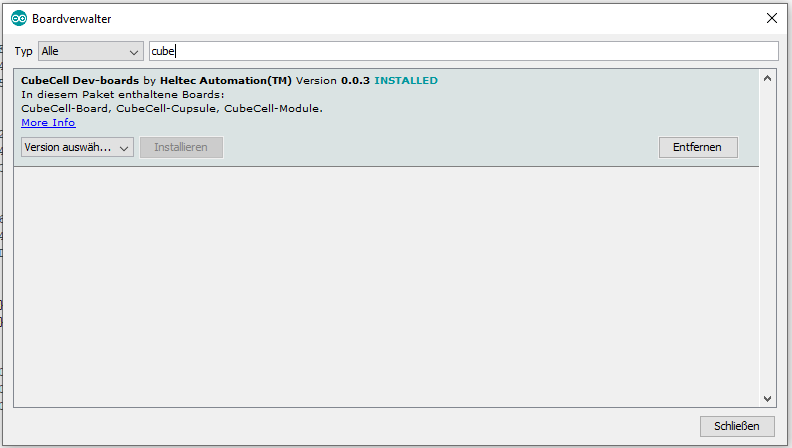 Boardverwalter
Typ Alle cube
CubeCell Dev-boards by Heltec Automation(TM) Version 0.0.3 INSTALLED
In diesem Paket enthaltene Boards:
CubeCell-Board, CubeCell-Cupsule, CubeCell-Module.
More Info
Version auswäh... Installieren Entfernen
Schließen